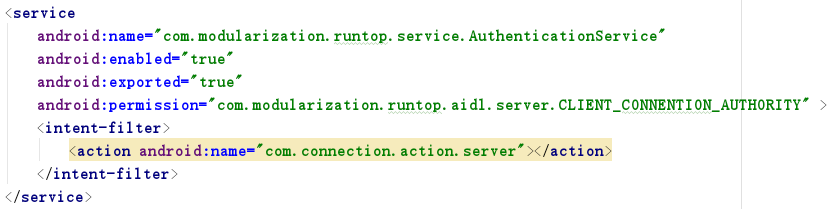 <service
android:name="com.modularization.runtop.service.AuthenticationService"
android:enabled="true"
android:exported="true"
android:permission="com.modularization.runtop.aidl.server.CLIENT_CONNENTION_AUTHORITY" >
<intent-filter>
<action android:name="com.connection.action.server"></action>
</intent-filter>
</service>